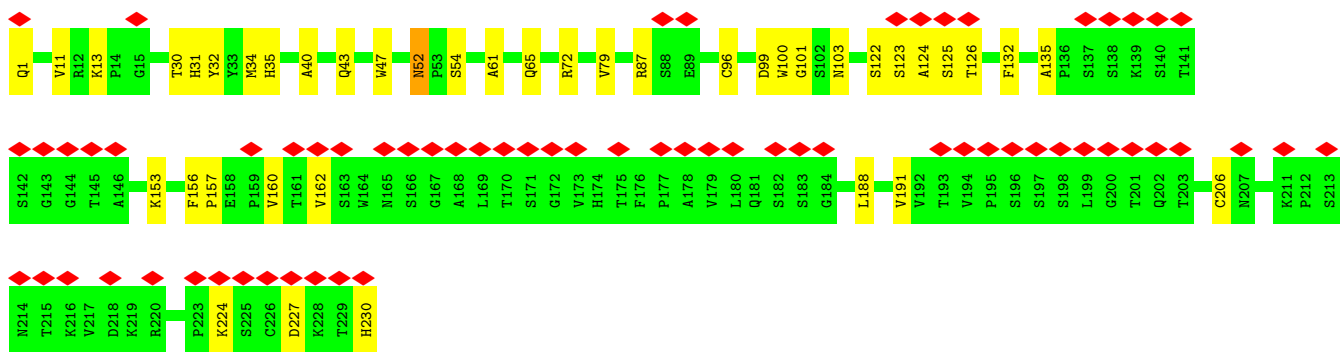 Q1 V11 R12 K13 P14 G15 T30 H31 Y32 Y33 M34 H35 A40 Q43 W47 N52 P53 S54 A61 Q65 R72 V79 R87 S88 E89 C96 D99 W100 G101 S102 N103 S122 S123 A124 S125 T126 F132 A135 P136 S137 S138 K139 S140 T141
S142 G143 G144 T145 A146 K153 F156 P157 E158 P159 V160 T161 V162 S163 W164 N165 S166 G167 A168 L169 T170 S171 G172 V173 H174 T175 F176 P177 A178 V179 L180 Q181 S182 S183 G184 L188 V191 V192 T193 V194 P195 S196 S197 S198 L199 G200 T201 Q202 T203 C206 N207 K211 P212 S213
N214 T215 K216 V217 D218 K219 R220 P223 K224 S225 C226 D227 K228 T229 H230